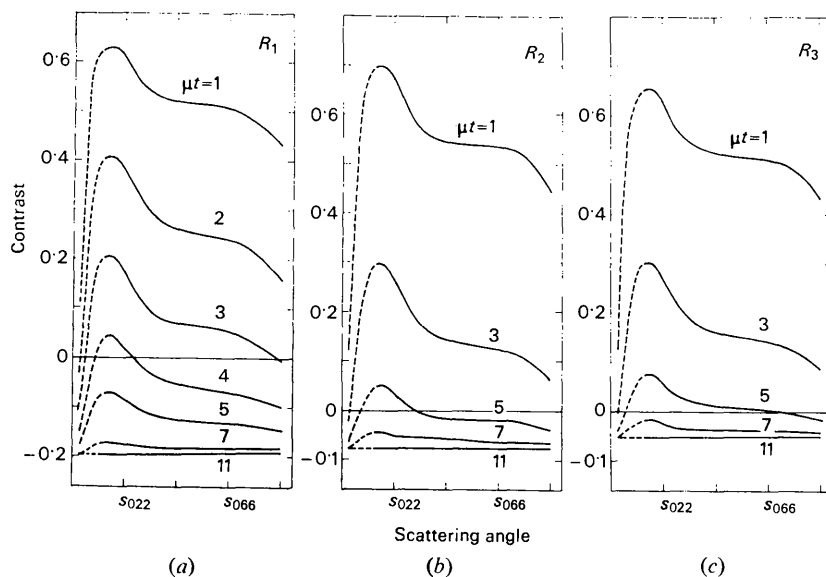 R1
0·6
μt=1
0·4
2
0·2
3
0
4
5
7
−0·2
11
s022
s066
(a)
R2
0·6
μt=1
0·4
0·2
3
0
5
7
−0·1
11
s022
s066
(b)
R3
0·6
μt=1
0·4
0·2
3
0
5
7
−0·1
11
s022
s066
(c)
Contrast
Scattering angle